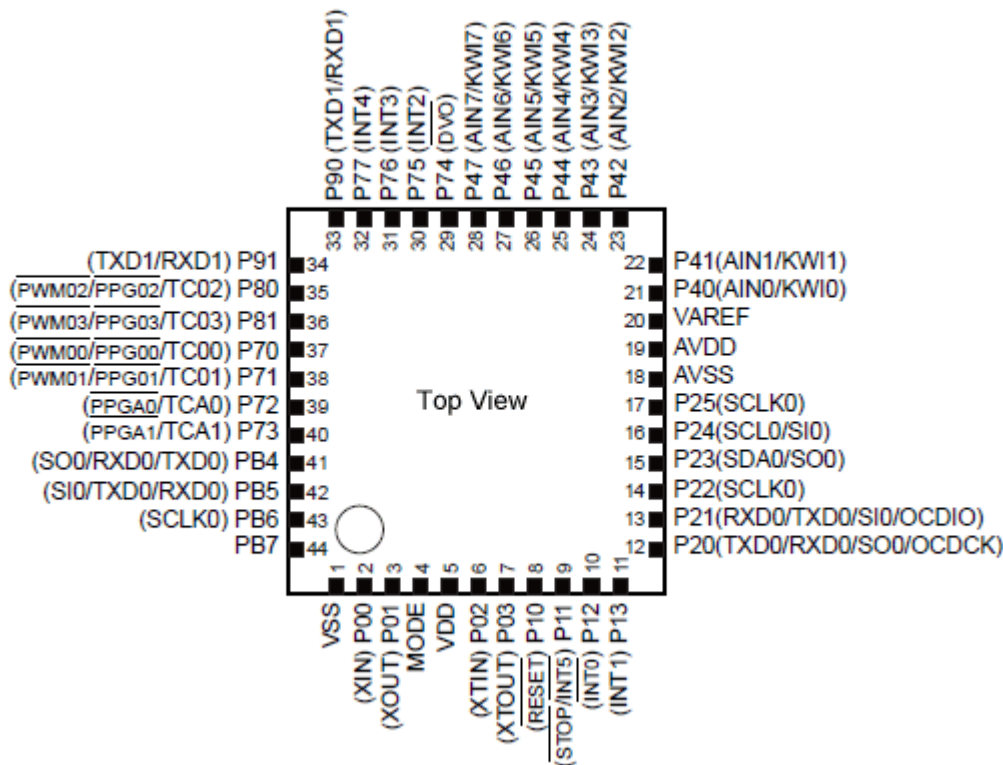 P90 (TXD1/RXD1)
P77 (INT4)
P76 (INT3)
P75 (INT2)
P74 (DVO)
P47 (AIN7/KWI7)
P46 (AIN6/KWI6)
P45 (AIN5/KWI5)
P44 (AIN4/KWI4)
P43 (AIN3/KWI3)
P42 (AIN2/KWI2)
33 32 31 30 29 28 27 26 25 24 23
(TXD1/RXD1) P91 34
(PWM02/PPG02/TC02) P80 35
(PWM03/PPG03/TC03) P81 36
(PWM00/PPG00/TC00) P70 37
(PWM01/PPG01/TC01) P71 38
(PPGA0/TCA0) P72 39
(PPGA1/TCA1) P73 40
(SO0/RXD0/TXD0) PB4 41
(SI0/TXD0/RXD0) PB5 42
(SCLK0) PB6 43
PB7 44
Top View
22 P41(AIN1/KWI1)
21 P40(AIN0/KWI0)
20 VAREF
19 AVDD
18 AVSS
17 P25(SCLK0)
16 P24(SCL0/SI0)
15 P23(SDA0/SO0)
14 P22(SCLK0)
13 P21(RXD0/TXD0/SI0/OCDIO)
12 P20(TXD0/RXD0/SO0/OCDCK)
1 2 3 4 5 6 7 8 9 10 11
VSS
(XIN) P00
(XOUT) P01
MODE
VDD
(XTIN) P02
(XTOUT) P03
(RESET) P10
(STOP/INT5) P11
(INT0) P12
(INT1) P13